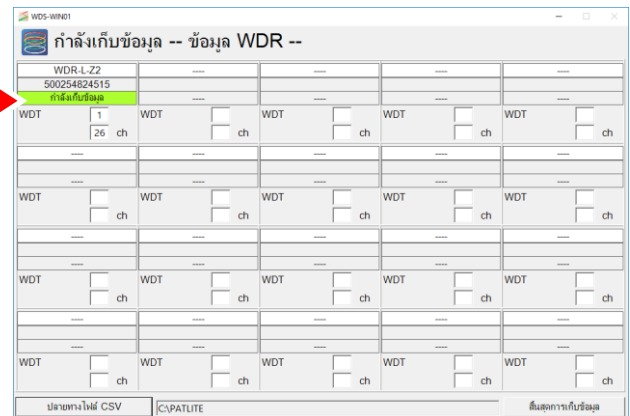 WDS-WIN01
กำลังเก็บข้อมูล -- ข้อมูล WDR --
WDR-L-Z2 ---- ---- ---- ----
500254824515
กำลังเก็บข้อมูล ---- ---- ---- ----
WDT 1 WDT WDT WDT WDT
26 ch ch ch ch ch
---- ---- ---- ---- ----
---- ---- ---- ---- ----
WDT WDT WDT WDT WDT
ch ch ch ch ch
---- ---- ---- ---- ----
---- ---- ---- ---- ----
WDT WDT WDT WDT WDT
ch ch ch ch ch
---- ---- ---- ---- ----
---- ---- ---- ---- ----
WDT WDT WDT WDT WDT
ch ch ch ch ch
ปลายทางไฟล์ CSV C:\PATLITE สิ้นสุดการเก็บข้อมูล